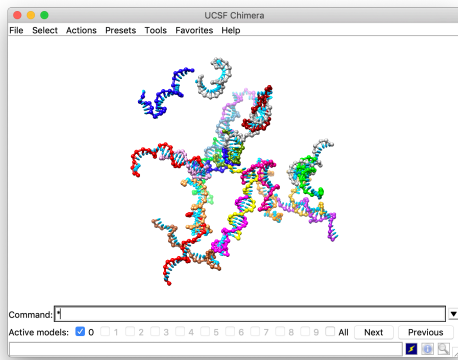 UCSF Chimera
File Select Actions Presets Tools Favorites Help
Command: *
Active models: 0 1 2 3 4 5 6 7 8 9 All Next Previous